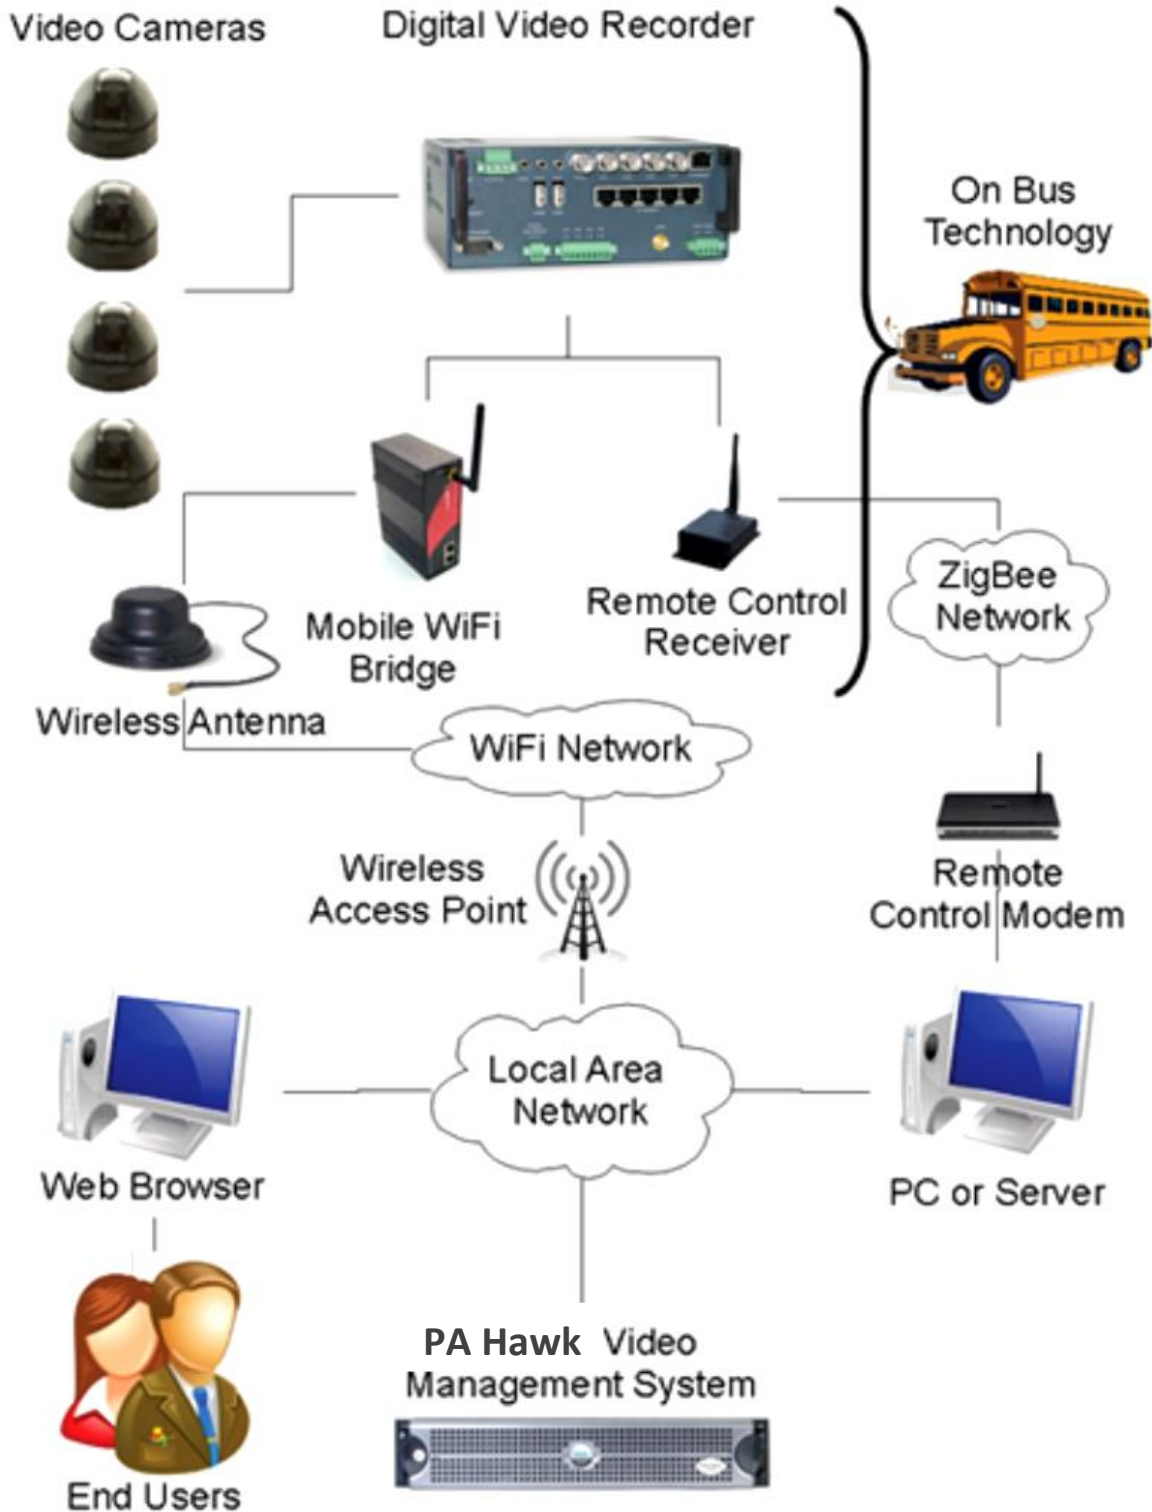 Video Cameras
Digital Video Recorder
On Bus
Technology
Mobile WiFi
Bridge
Remote Control
Receiver
ZigBee
Network
Wireless Antenna
WiFi Network
Wireless
Access Point
Remote
Control Modem
Local Area
Network
Web Browser
PC or Server
PA Hawk Video
Management System
End Users